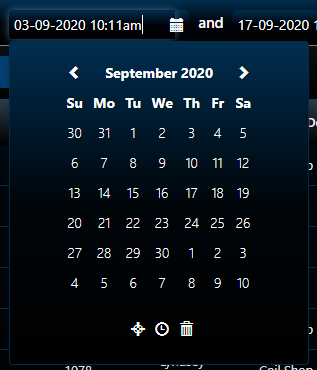 03-09-2020 10:11am and 17-09-2020 1
September 2020
Su Mo Tu We Th Fr Sa
30 31 1 2 3 4 5
6 7 8 9 10 11 12
13 14 15 16 17 18 19
20 21 22 23 24 25 26
27 28 29 30 1 2 3
4 5 6 7 8 9 10
1078